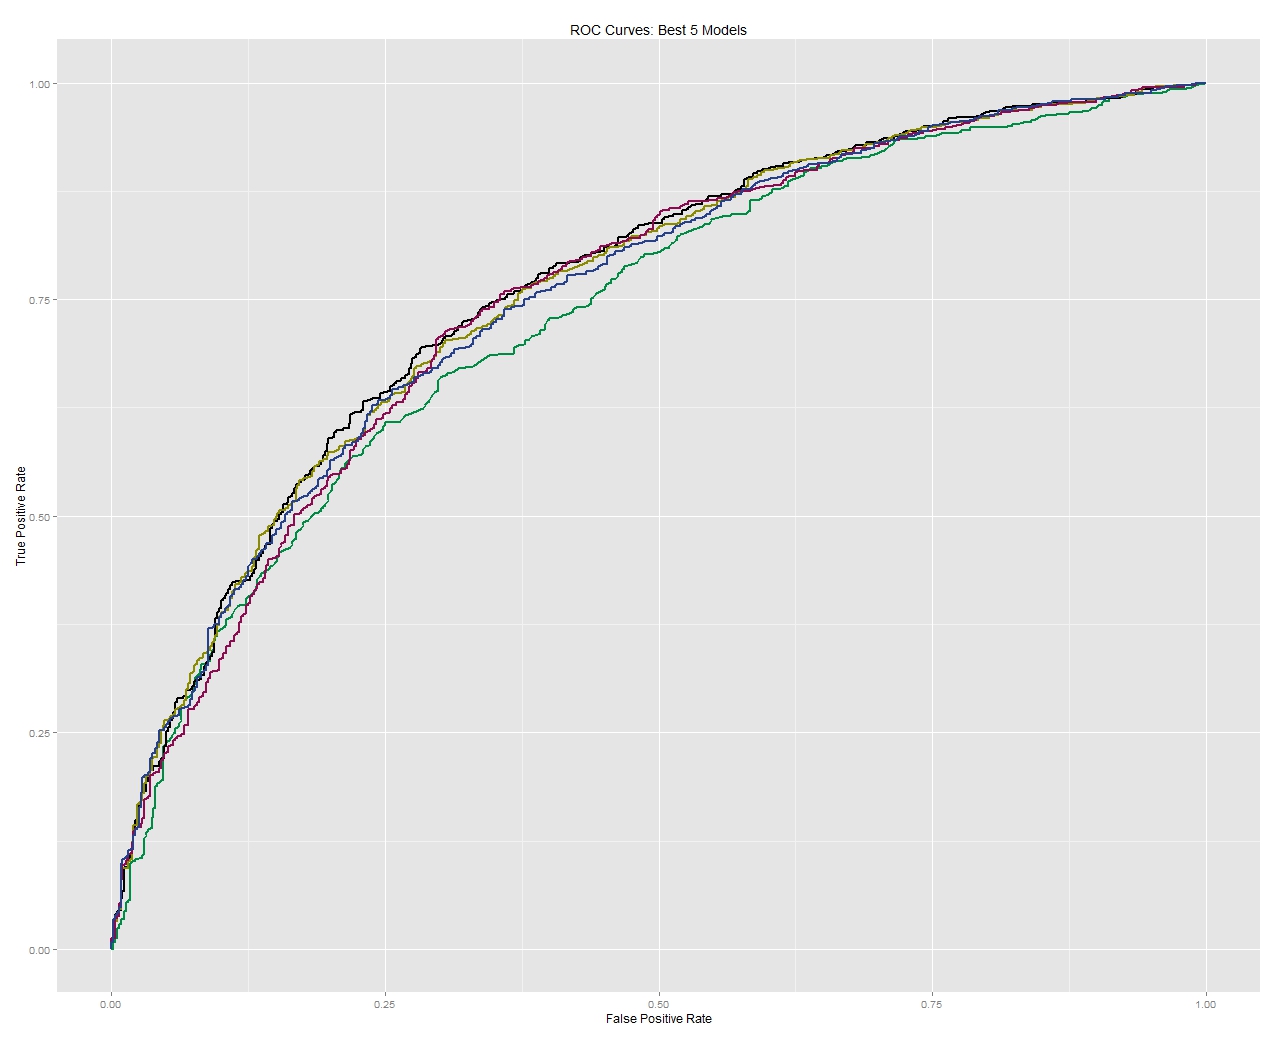 ROC Curves: Best 5 Models
1.00
0.75
0.50
0.25
0.00
True Positive Rate
0.00 0.25 0.50 0.75 1.00
False Positive Rate